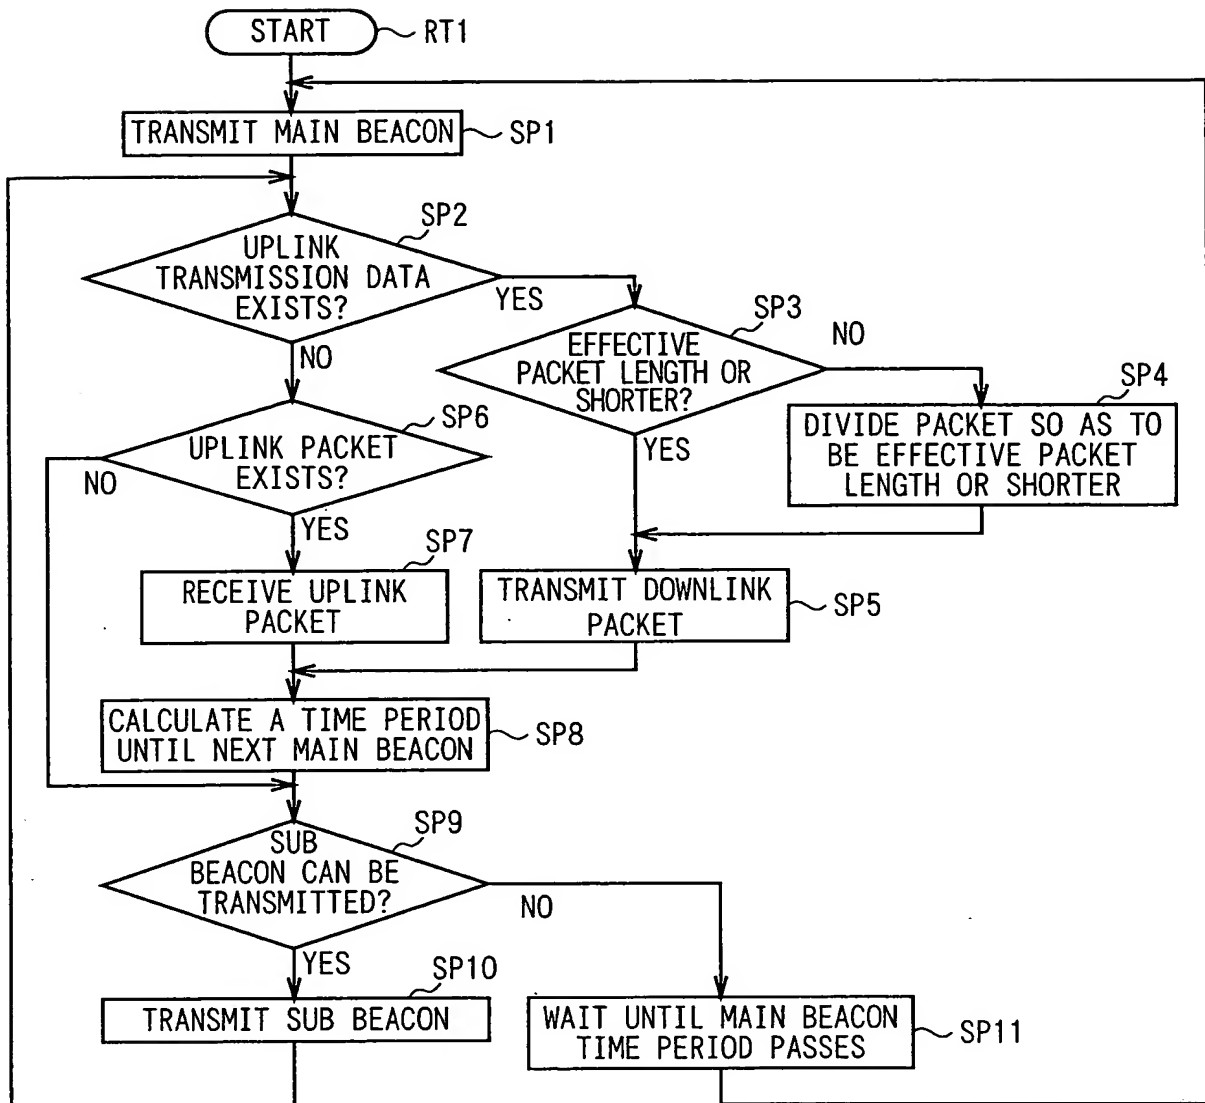 START
RT1
TRANSMIT MAIN BEACON
SP1
SP2
UPLINK
TRANSMISSION DATA
EXISTS?
YES
NO
SP3
EFFECTIVE
PACKET LENGTH OR
SHORTER?
NO
YES
SP4
DIVIDE PACKET SO AS TO
BE EFFECTIVE PACKET
LENGTH OR SHORTER
SP6
UPLINK PACKET
EXISTS?
NO
YES
SP7
RECEIVE UPLINK
PACKET
TRANSMIT DOWNLINK
PACKET
SP5
CALCULATE A TIME PERIOD
UNTIL NEXT MAIN BEACON
SP8
SP9
SUB
BEACON CAN BE
TRANSMITTED?
NO
YES
SP10
TRANSMIT SUB BEACON
WAIT UNTIL MAIN BEACON
TIME PERIOD PASSES
SP11